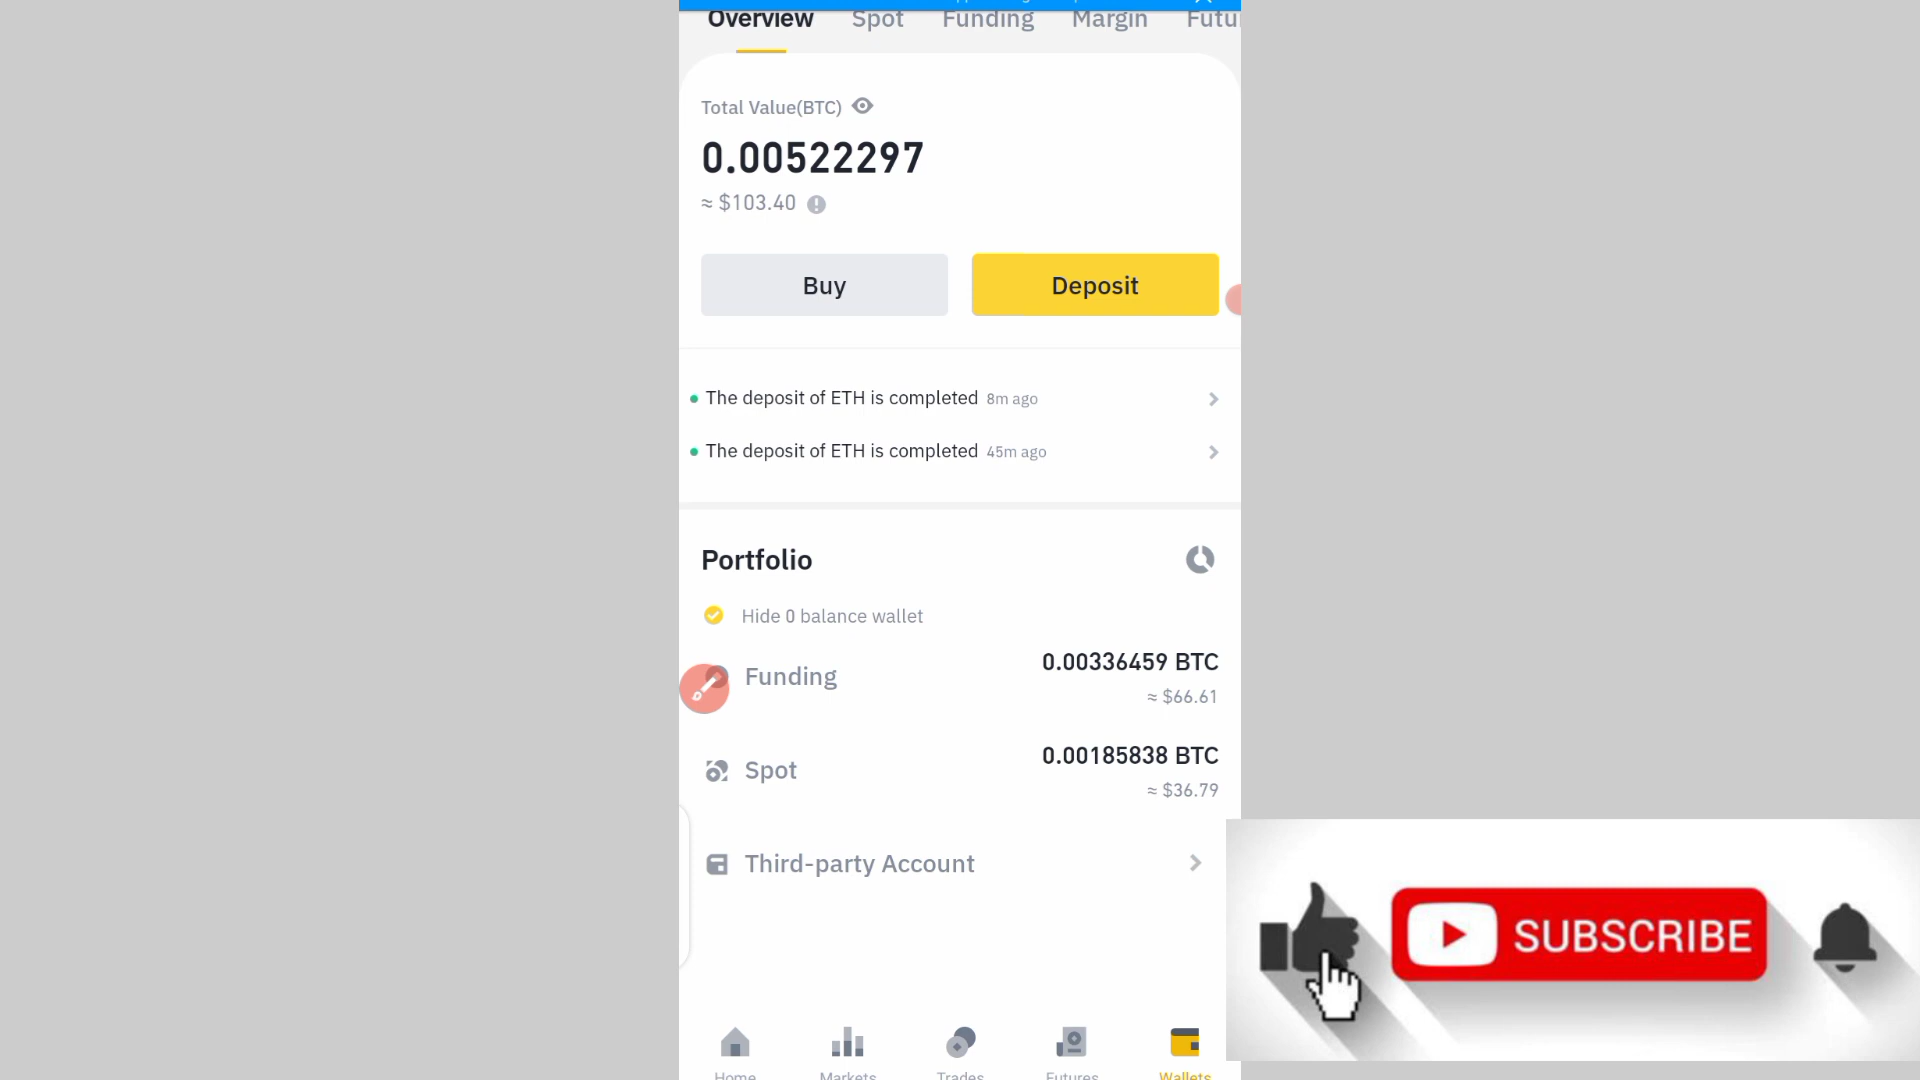 Overview Spot Funding Margin Futu
Total Value(BTC)
0.00522297
≈ $103.40
Buy Deposit
The deposit of ETH is completed 8m ago
The deposit of ETH is completed 45m ago
Portfolio
Hide 0 balance wallet
Funding 0.00336459 BTC
≈ $66.61
Spot 0.00185838 BTC
≈ $36.79
Third-party Account
SUBSCRIBE
Home Markets Trades Futures Wallets